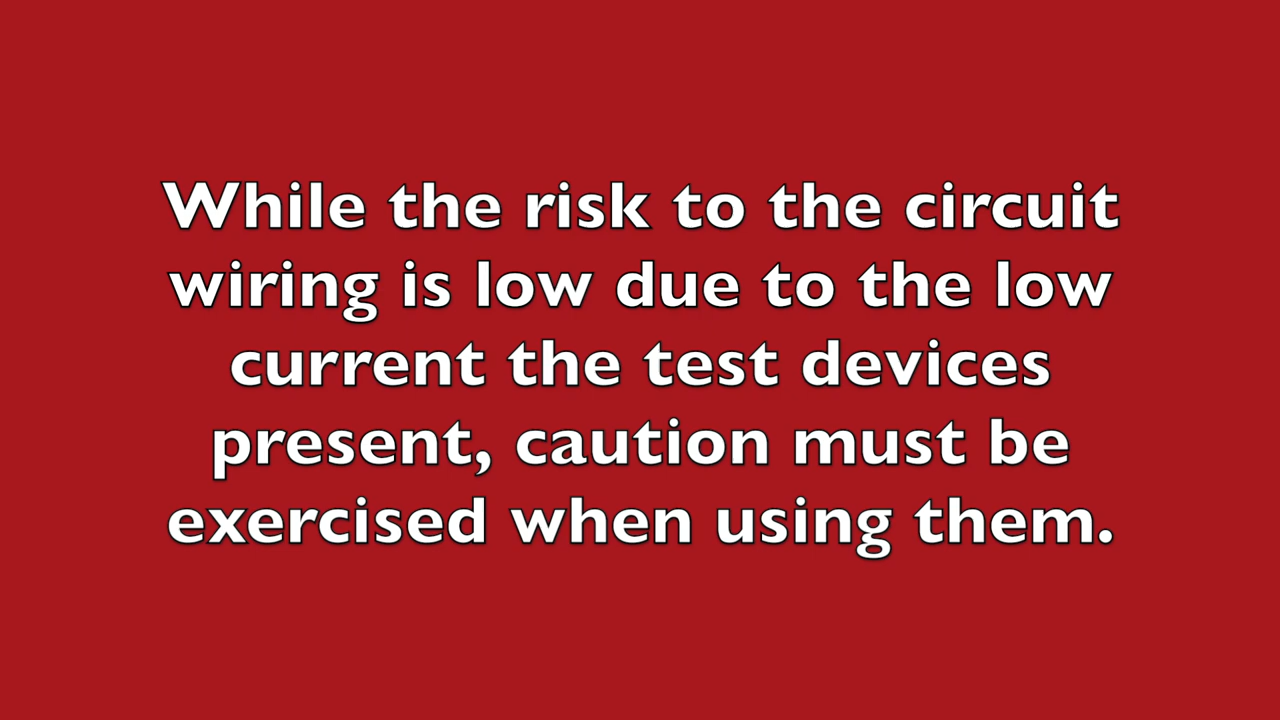 While the risk to the circuit
wiring is low due to the low
current the test devices
present, caution must be
exercised when using them.